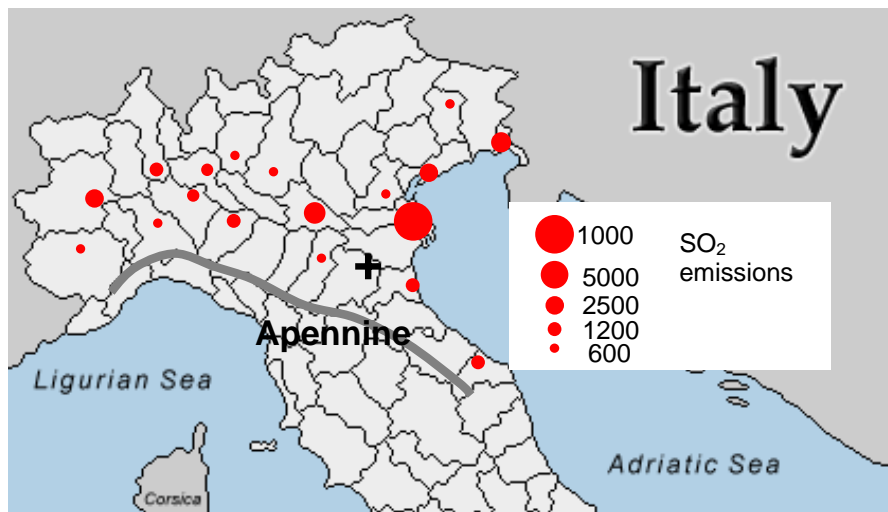 Italy
1000
5000
2500
1200
600
SO₂
emissions
Apennine
Ligurian Sea
Adriatic Sea
Corsica